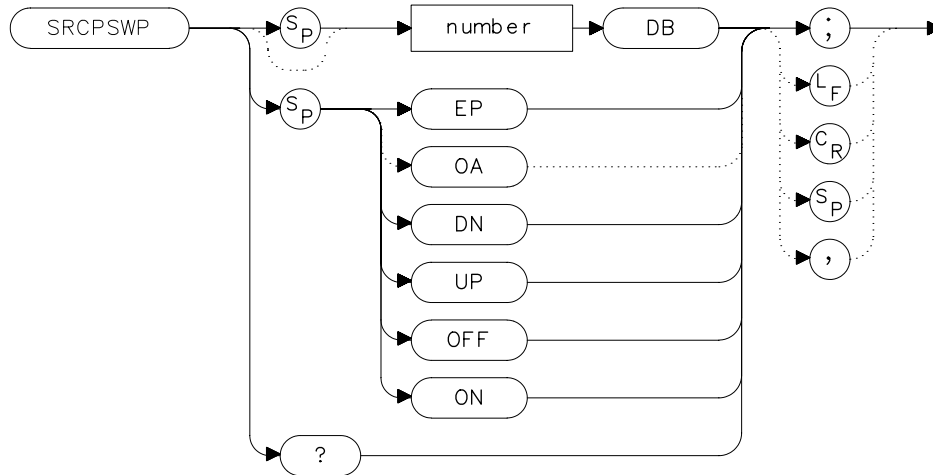 SRCPSWP SP number DB ;
SP EP LF
OA CR
DN SP
UP ,
OFF
ON
?